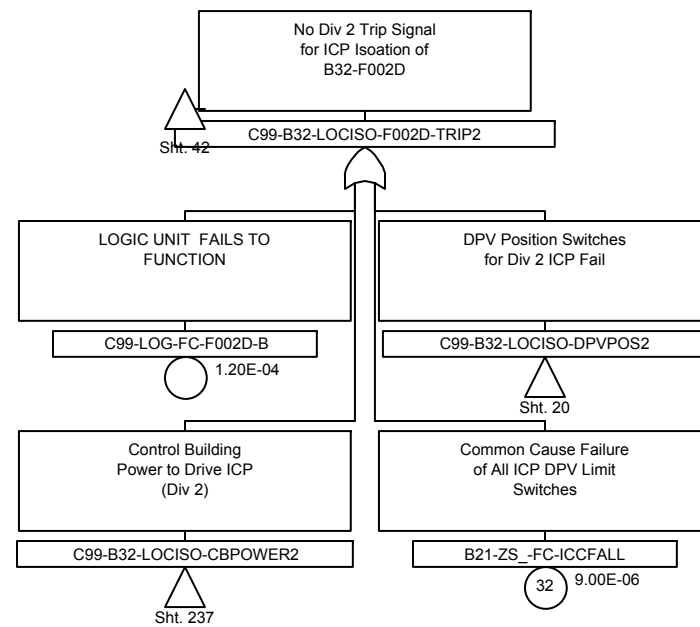 No Div 2 Trip Signal
for ICP Isoation of
B32-F002D
C99-B32-LOCISO-F002D-TRIP2
Sht. 42
LOGIC UNIT FAILS TO
FUNCTION
C99-LOG-FC-F002D-B
1.20E-04
DPV Position Switches
for Div 2 ICP Fail
C99-B32-LOCISO-DPVPOS2
Sht. 20
Control Building
Power to Drive ICP
(Div 2)
C99-B32-LOCISO-CBPOWER2
Sht. 237
Common Cause Failure
of All ICP DPV Limit
Switches
B21-ZS_-FC-ICCFALL
32
9.00E-06